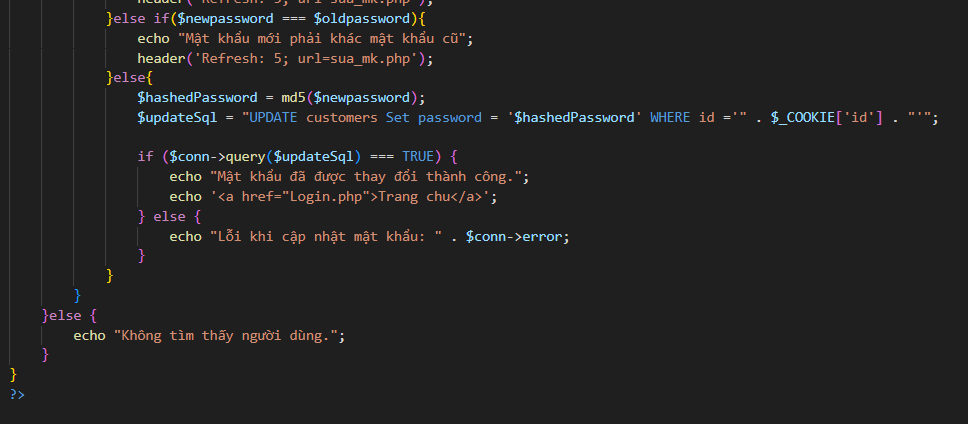 header('Refresh: 5; url=sua_mk.php');
}else if($newpassword === $oldpassword){
echo "Mật khẩu mới phải khác mật khẩu cũ";
header('Refresh: 5; url=sua_mk.php');
}else{
$hashedPassword = md5($newpassword);
$updateSql = "UPDATE customers Set password = '$hashedPassword' WHERE id ='" . $_COOKIE['id'] . "'";
if ($conn->query($updateSql) === TRUE) {
echo "Mật khẩu đã được thay đổi thành công.";
echo '<a href="Login.php">Trang chu</a>';
} else {
echo "Lỗi khi cập nhật mật khẩu: " . $conn->error;
}
}
}
}else {
echo "Không tìm thấy người dùng.";
}
}
?>